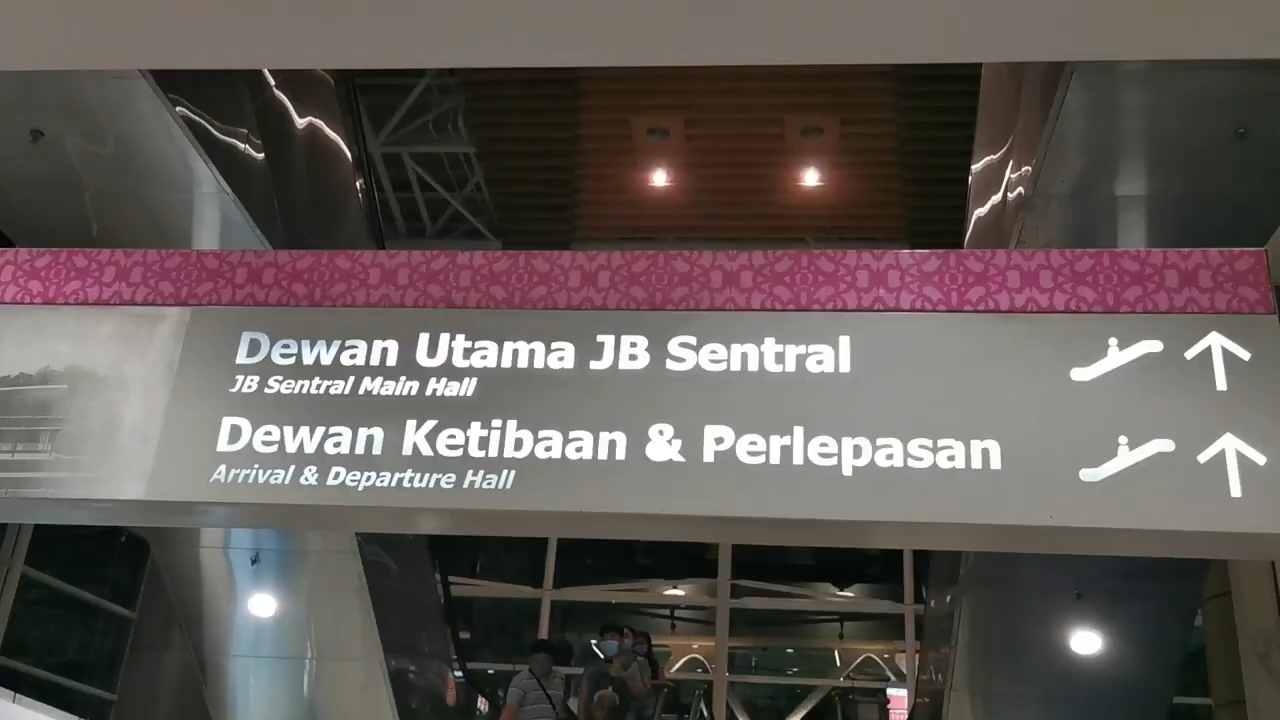 Dewan Utama JB Sentral
JB Sentral Main Hall
Dewan Ketibaan & Perlepasan
Arrival & Departure Hall